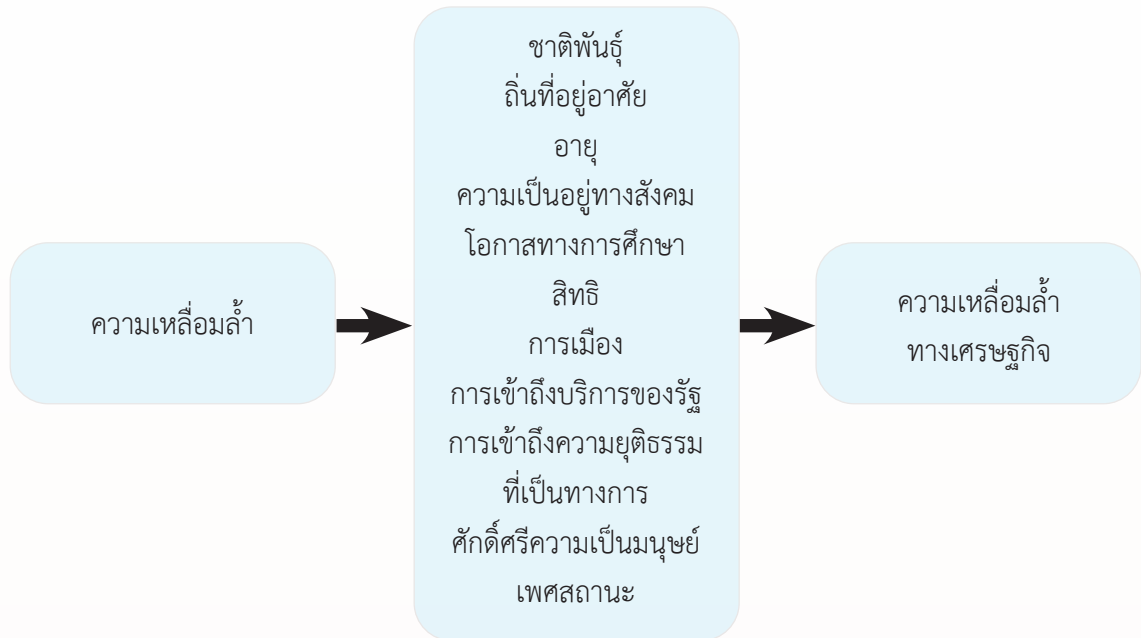 ความเหลื่อมล้ำ
ชาติพันธุ์
ถิ่นที่อยู่อาศัย
อายุ
ความเป็นอยู่ทางสังคม
โอกาสทางการศึกษา
สิทธิ
การเมือง
การเข้าถึงบริการของรัฐ
การเข้าถึงความยุติธรรม
ที่เป็นทางการ
ศักดิ์ศรีความเป็นมนุษย์
เพศสถานะ
ความเหลื่อมล้ำ
ทางเศรษฐกิจ